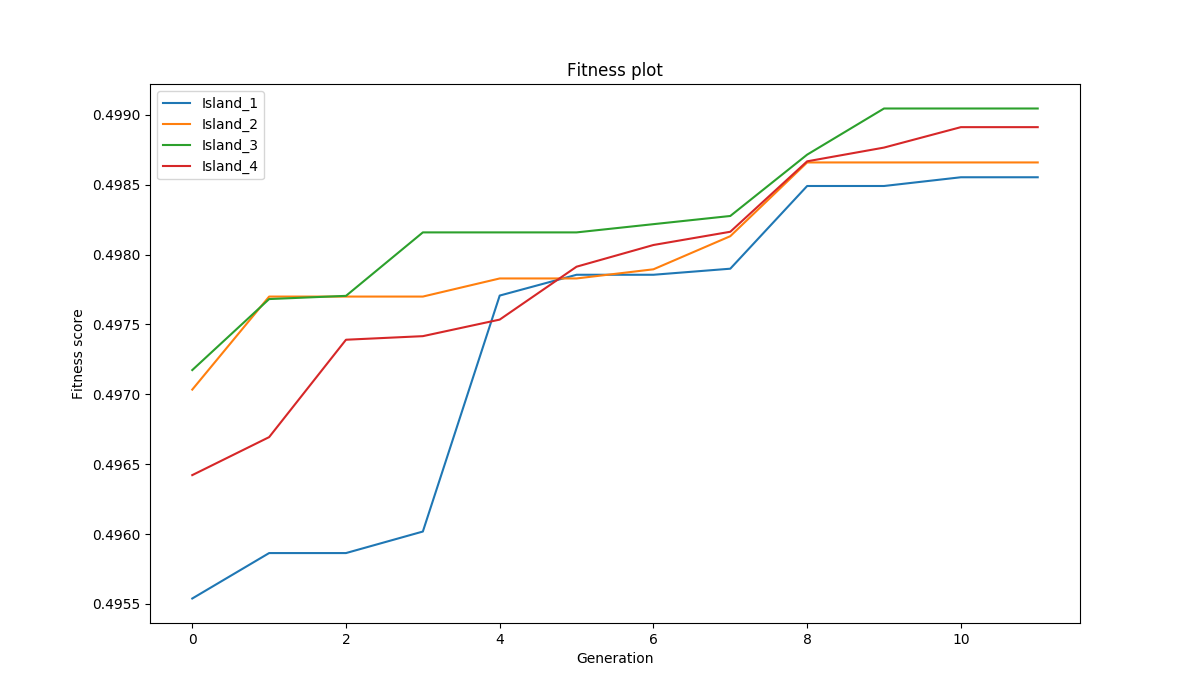 Fitness plot
Island_1
Island_2
Island_3
Island_4
0.4990
0.4985
0.4980
0.4975
0.4970
0.4965
0.4960
0.4955
Fitness score
0 2 4 6 8 10
Generation